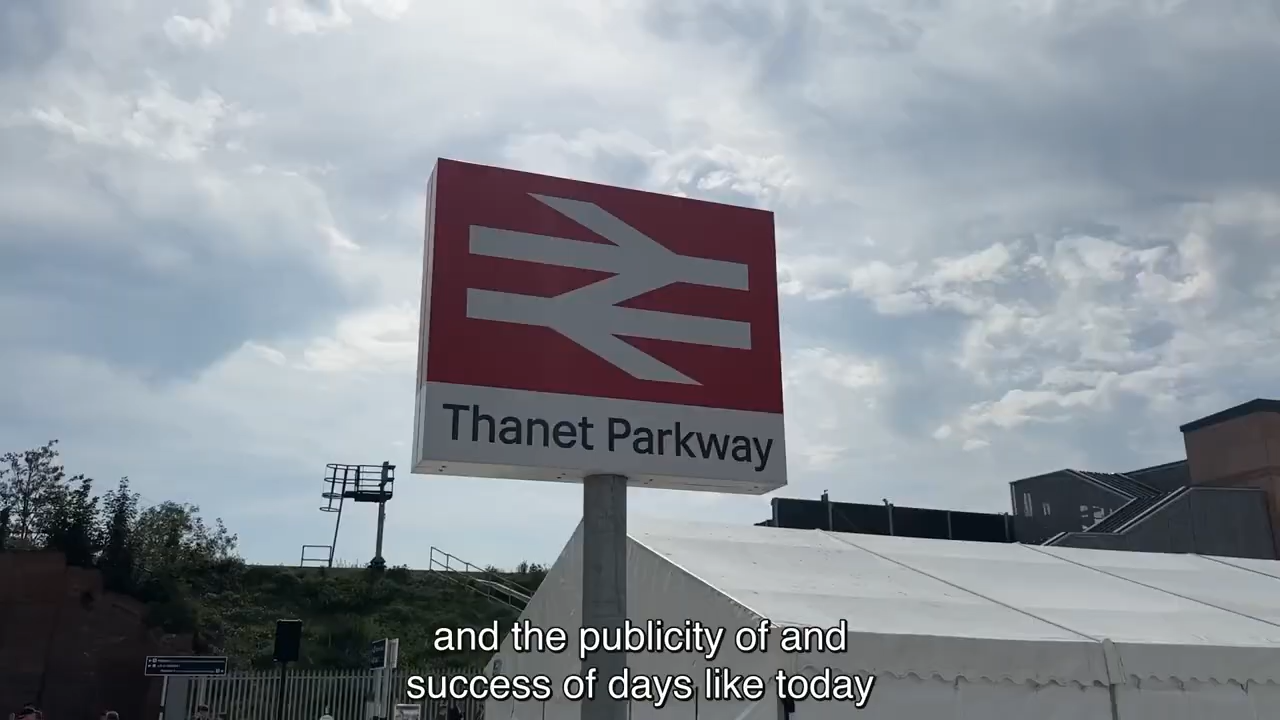 Thanet Parkway
and the publicity of and
success of days like today